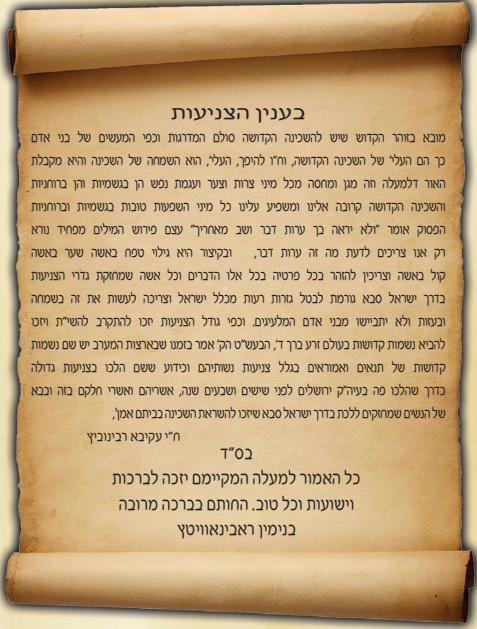 בענין הצניעות
מובא בזוהר הקדוש שיש להשכינה הקדושה סולם המדרגות וכפי המעשים של בני אדם
כך הם העלי' של השכינה הקדושה, וח"ו להיפך, העלי', הוא השמחה של השכינה והיא מקבלת
האור דלמעלה וזה מגן ומחסה מכל מיני צרות וצער ועגמת נפש הן בגשמיות והן ברוחניות
והשכינה הקדושה קרובה אלינו ומשפיע עלינו כל מיני השפעות טובות בגשמיות וברוחניות
הפסוק אומר "ולא יראה בך ערות דבר ושב מאחריך" עצם פירוש המילים מפחיד נורא
רק אנו צריכים לדעת מה זה ערות דבר, ובקיצור היא גילוי טפח באשה שער באשה
קול באשה וצריכין להזהר בכל פרטיה בכל אלו הדברים וכל אשה שמחזקת גדרי הצניעות
בדרך ישראל סבא גורמת לבטל גזרות רעות מכלל ישראל וצריכה לעשות את זה בשמחה
ובעזות ולא יתביישו מבני אדם המלעיגים. וכפי גודל הצניעות יזכו להתקרב להשי"ת ויזכו
להביא נשמות קדושות בעולם זרע ברך ד', הבעש"ט הק' אמר בזמנו שבארצות המערב יש שם נשמות
קדושות של תנאים ואמוראים בגלל צניעות נשותיהם וכידוע ששם הלכו בצניעות גדולה
כדרך שהלכו פה בעיה"ק ירושלים לפני שישים ושבעים שנה, אשריהם ואשרי חלקם בזה ובבא
של הנשים שמחזקים ללכת בדרך ישראל סבא שיזכו להשראת השכינה בביתם אמן,
ח"י עקיבא רבינוביץ
בס"ד
כל האמור למעלה המקיימם יזכה לברכות
וישועות וכל טוב. החותם בברכה מרובה
בנימין ראבינאוויטץ